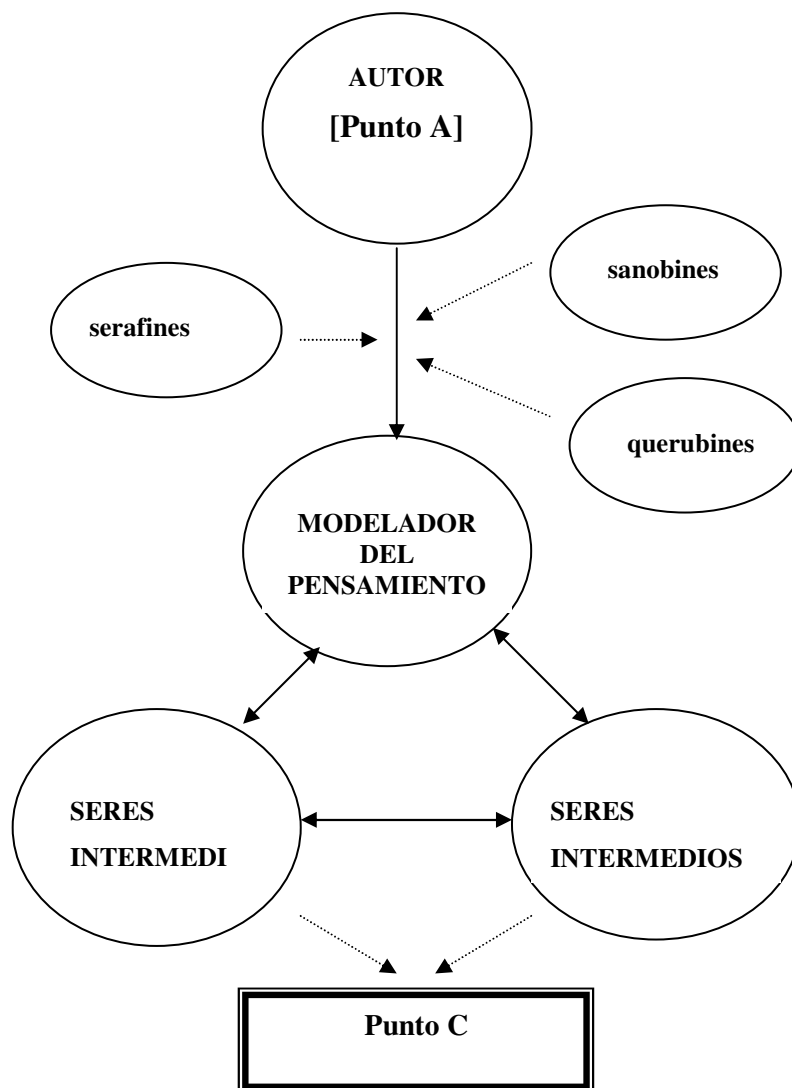 AUTOR
[Punto A]
sanobines
serafines
querubines
MODELADOR
DEL
PENSAMIENTO
SERES
INTERMEDI
SERES
INTERMEDIOS
Punto C